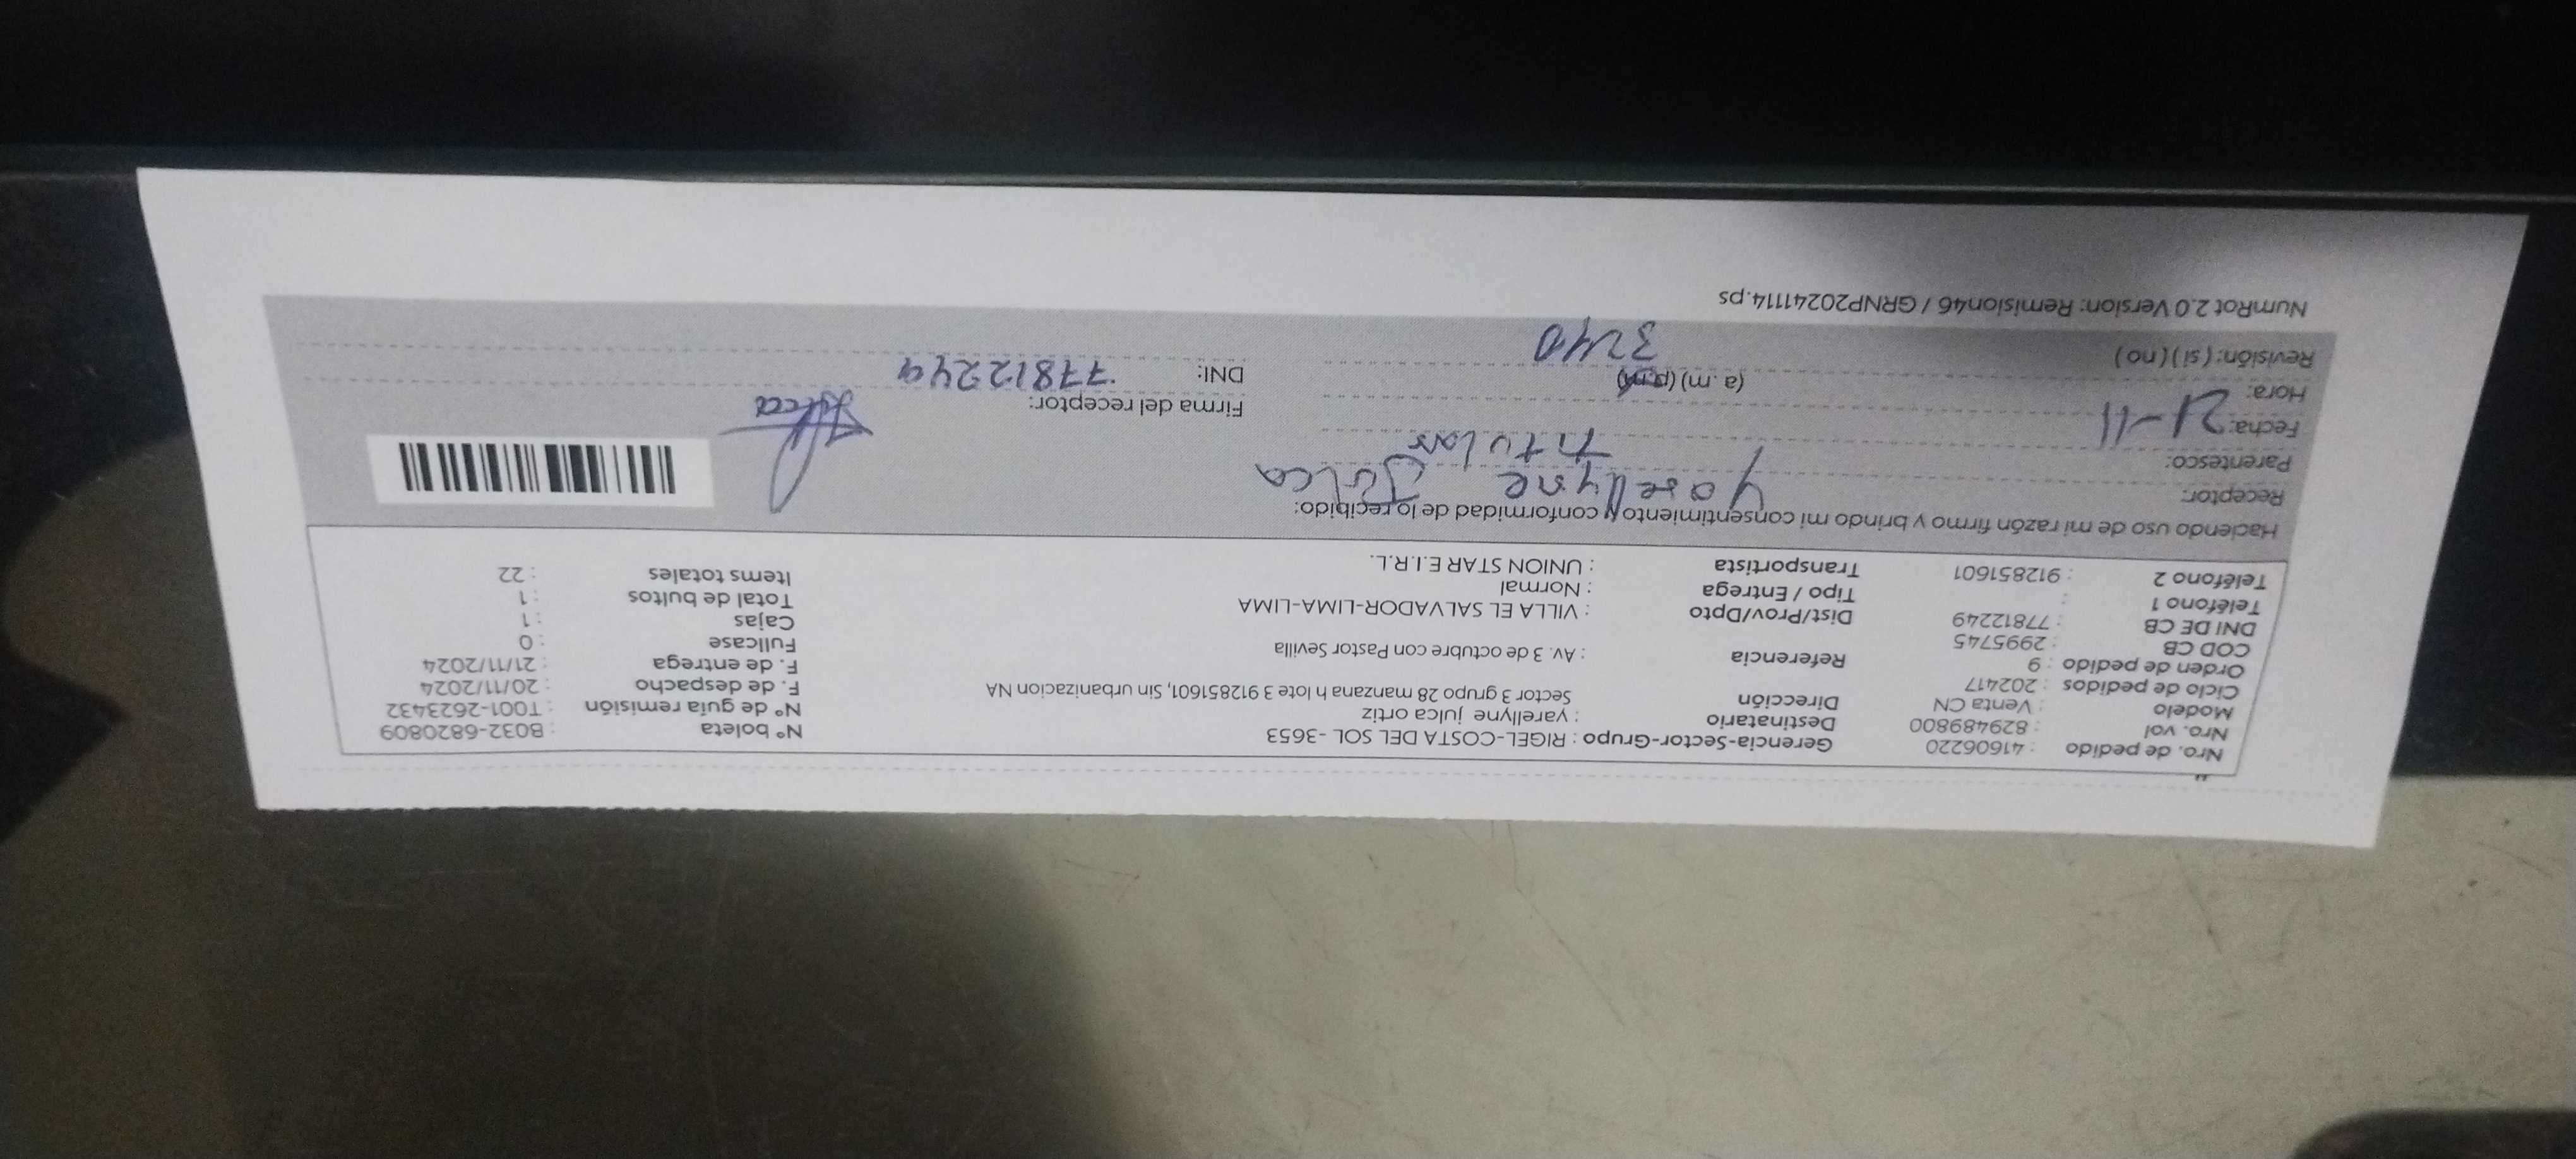 Nro. de pedido : 41606220 Gerencia-Sector-Grupo : RIGEL-COSTA DEL SOL -3653 N° boleta : B032-6820809
Nro. vol : 829489800 Destinatario : yarellyne julca ortiz N° de guía remisión : T001-2623432
Modelo : Venta CN Dirección Sector 3 grupo 28 manzana h lote 3 912851601, Sin urbanizacion NA F. de despacho : 20/11/2024
Ciclo de pedidos : 202417 F. de entrega : 21/11/2024
Orden de pedido : 9 Referencia : Av. 3 de octubre con Pastor Sevilla Fullcase : 0
COD CB : 2995745 Cajas : 1
DNI DE CB : 77812249 Dist/Prov/Dpto : VILLA EL SALVADOR-LIMA-LIMA Total de bultos : 1
Teléfono 1 : Tipo / Entrega : Normal Items totales : 22
Teléfono 2 : 912851601 Transportista : UNION STAR E.I.R.L.
Haciendo uso de mi razón firmo y brindo mi consentimiento y conformidad de lo recibido:
Receptor: Yarellyne Julca
Parentesco: Titular
Fecha: 21-11 Firma del receptor: Julca
Hora: (a. m) (p.m) DNI: 77812249
Revisión: ( si ) ( no ) 3240
NumRot 2.0 Version: Remision46 / GRNP20241114.ps